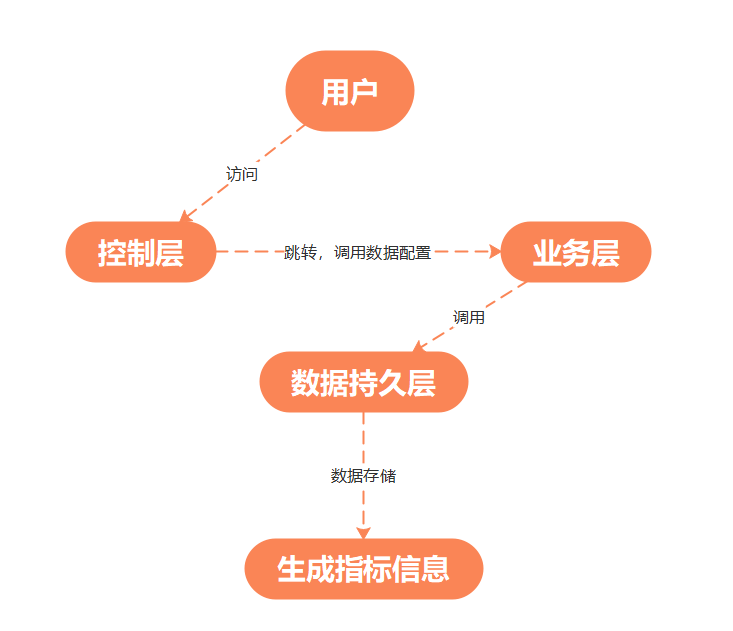 用户
访问
控制层
跳转，调用数据配置
业务层
调用
数据持久层
数据存储
生成指标信息